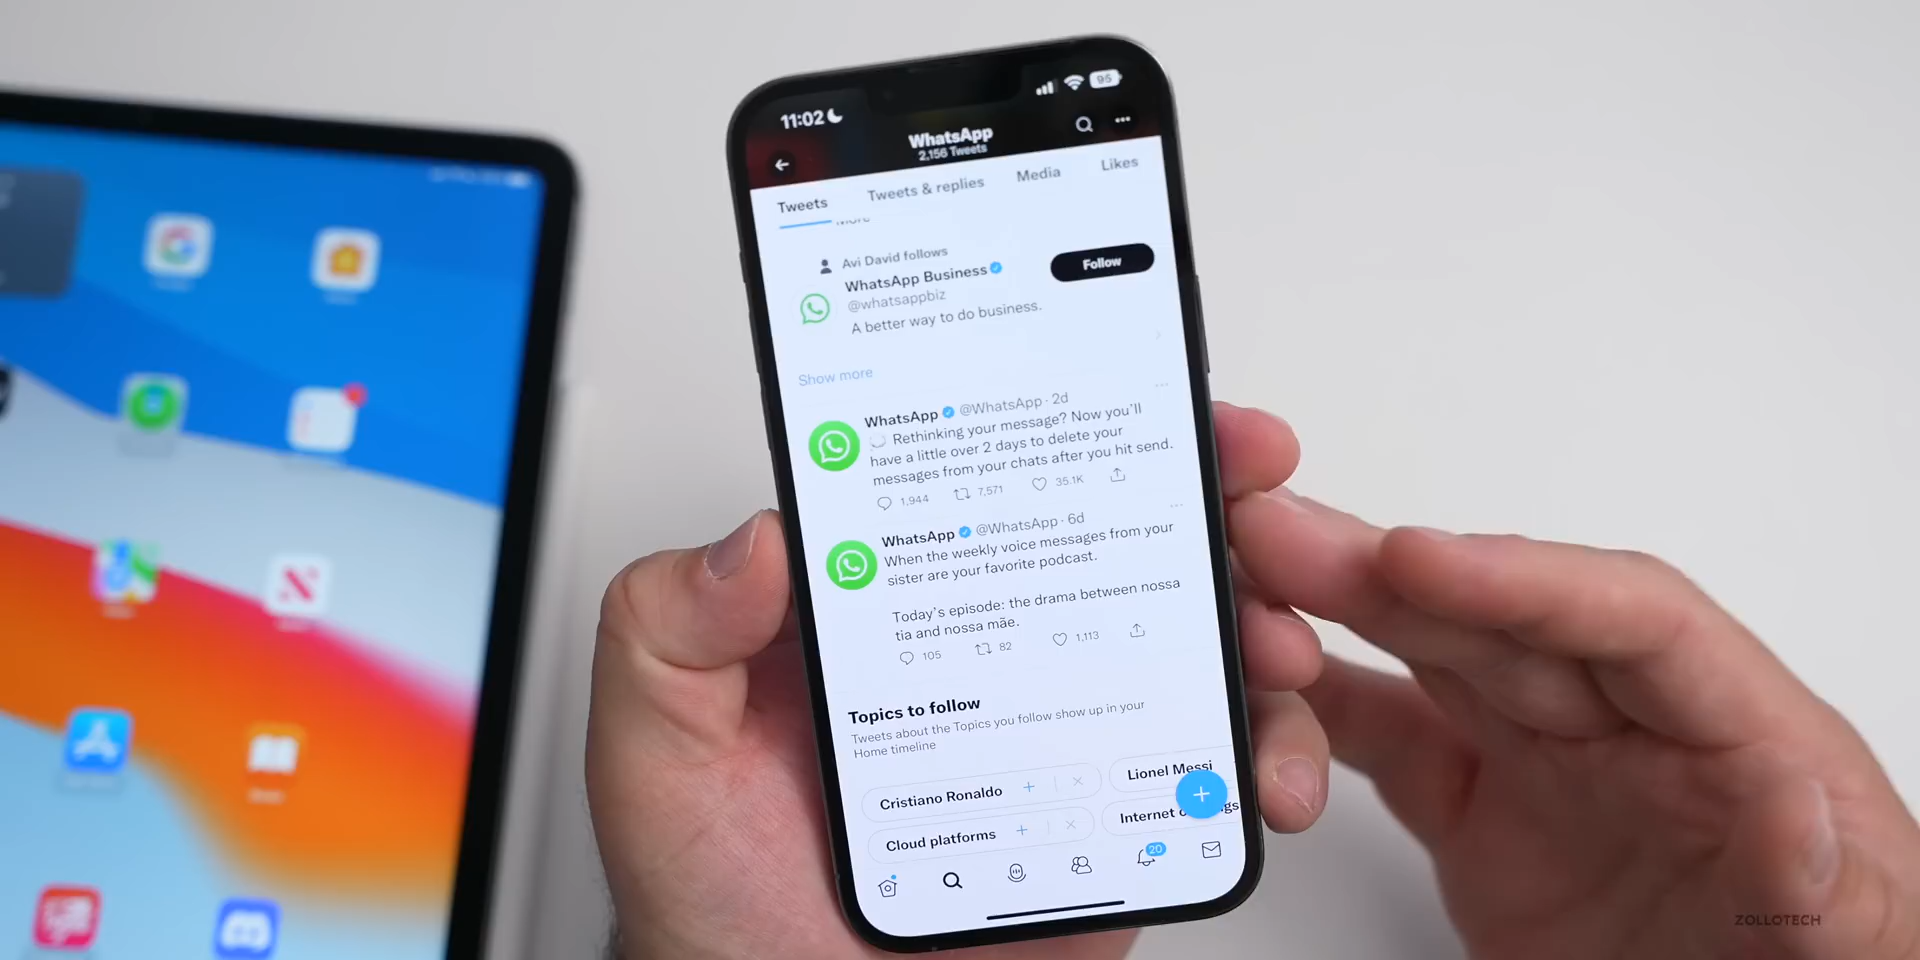 11:02
95
WhatsApp
2,156 Tweets
Tweets
Tweets & replies
Media
Likes
More
Avi David follows
WhatsApp Business
@whatsappbiz
A better way to do business.
Follow
Show more
WhatsApp @WhatsApp · 2d
Rethinking your message? Now you'll
have a little over 2 days to delete your
messages from your chats after you hit send.
1,944 7,571 35.1K
WhatsApp @WhatsApp · 6d
When the weekly voice messages from your
sister are your favorite podcast.
Today's episode: the drama between nossa
tia and nossa mãe.
105 82 1,113
Topics to follow
Tweets about the Topics you follow show up in your
Home timeline
Cristiano Ronaldo
Lionel Messi
Cloud platforms
Internet
20
ZOLLOTECH